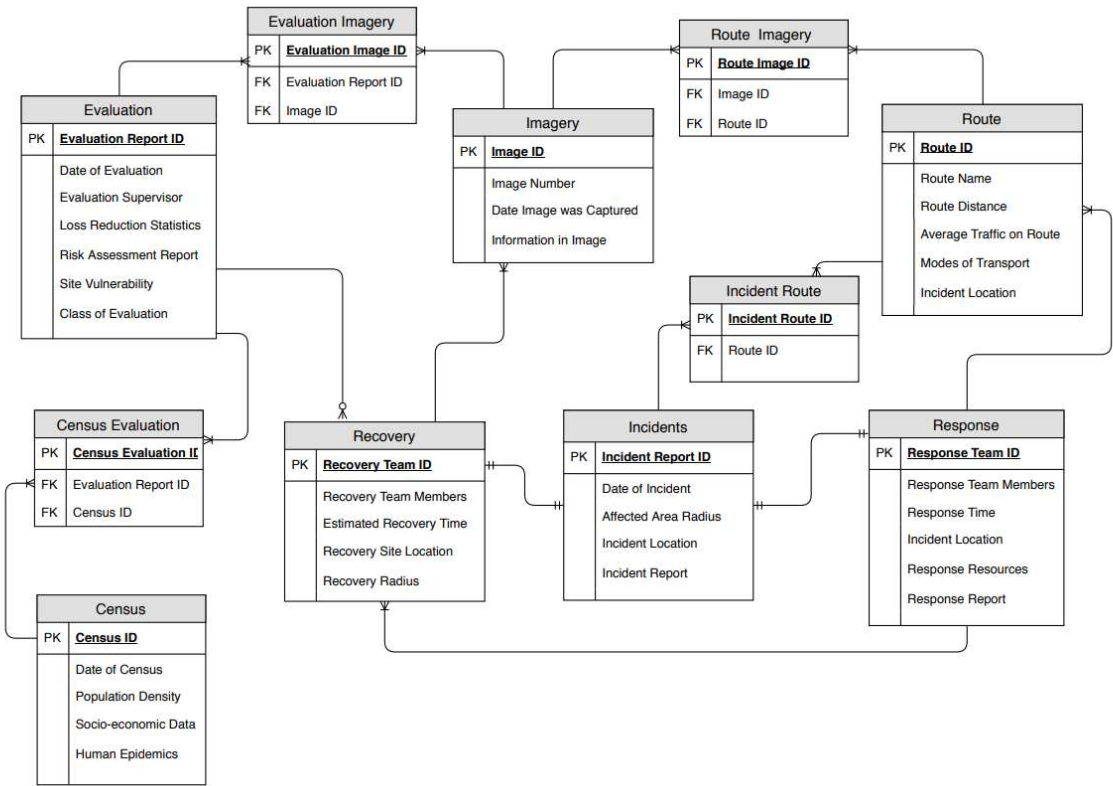 Evaluation Imagery
PK Evaluation Image ID
FK Evaluation Report ID
FK Image ID
Route Imagery
PK Route Image ID
FK Image ID
FK Route ID
Evaluation
PK Evaluation Report ID
Date of Evaluation
Evaluation Supervisor
Loss Reduction Statistics
Risk Assessment Report
Site Vulnerability
Class of Evaluation
Imagery
PK Image ID
Image Number
Date Image was Captured
Information in Image
Route
PK Route ID
Route Name
Route Distance
Average Traffic on Route
Modes of Transport
Incident Location
Incident Route
PK Incident Route ID
FK Route ID
Census Evaluation
PK Census Evaluation ID
FK Evaluation Report ID
FK Census ID
Recovery
PK Recovery Team ID
Recovery Team Members
Estimated Recovery Time
Recovery Site Location
Recovery Radius
Incidents
PK Incident Report ID
Date of Incident
Affected Area Radius
Incident Location
Incident Report
Response
PK Response Team ID
Response Team Members
Response Time
Incident Location
Response Resources
Response Report
Census
PK Census ID
Date of Census
Population Density
Socio-economic Data
Human Epidemics